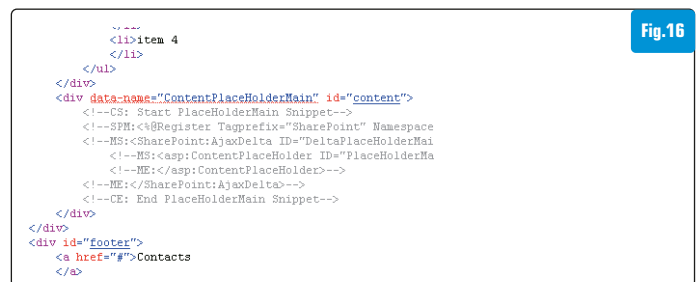 Fig.16
<li>item 4
</li>
</ul>
</div>
<div data-name="ContentPlaceHolderMain" id="content">
<!--CS: Start PlaceHolderMain Snippet-->
<!--SPM:<%@Register Tagprefix="SharePoint" Namespace
<!--MS:<SharePoint:AjaxDelta ID="DeltaPlaceHolderMai
<!--MS:<asp:ContentPlaceHolder ID="PlaceHolderMa
<!--ME:</asp:ContentPlaceHolder>-->
<!--ME:</SharePoint:AjaxDelta>-->
<!--CE: End PlaceHolderMain Snippet-->
</div>
</div>
<div id="footer">
<a href="#">Contacts
</a>